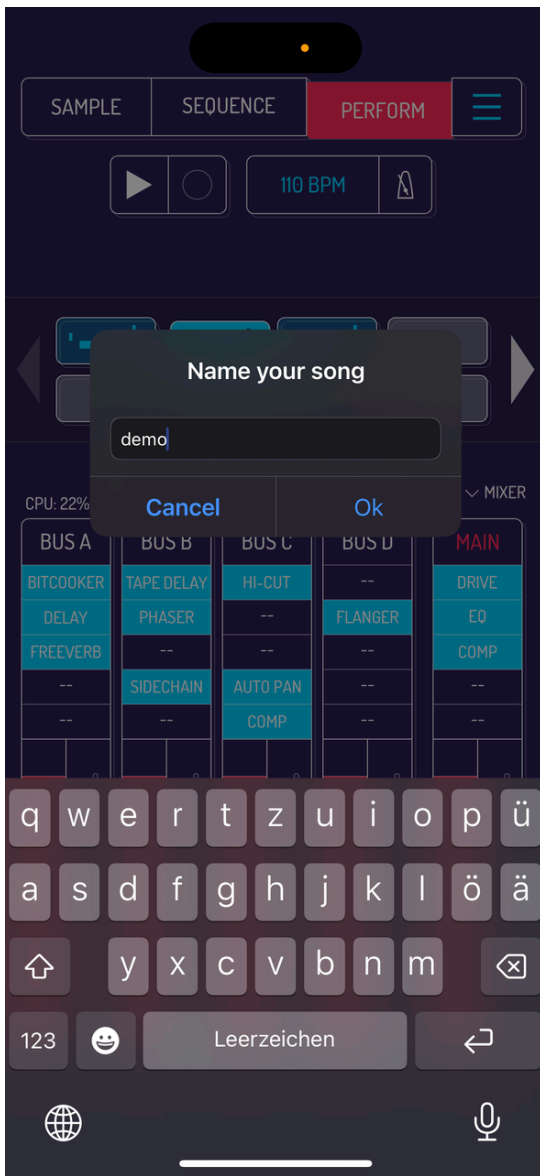 SAMPLE SEQUENCE PERFORM
110 BPM
Name your song
demo
Cancel Ok
CPU: 22% MIXER
BUS A BUS B BUS C BUS D MAIN
BITCOOKER TAPE DELAY HI-CUT -- DRIVE
DELAY PHASER -- FLANGER EQ
FREEVERB -- -- -- COMP
-- SIDECHAIN AUTO PAN -- --
-- -- COMP -- --
q w e r t z u i o p ü
a s d f g h j k l ö ä
y x c v b n m
123 Leerzeichen